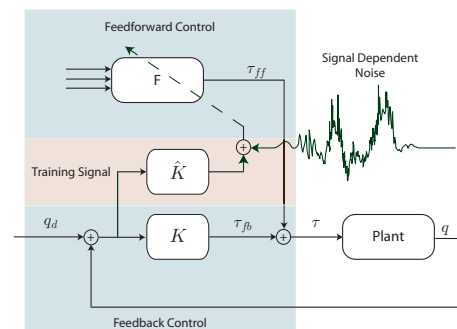 Feedforward Control
Signal Dependent
Noise
F
τ_ff
+
Training Signal
K̂
q_d
+
K
τ_fb
+
τ
Plant
q
Feedback Control